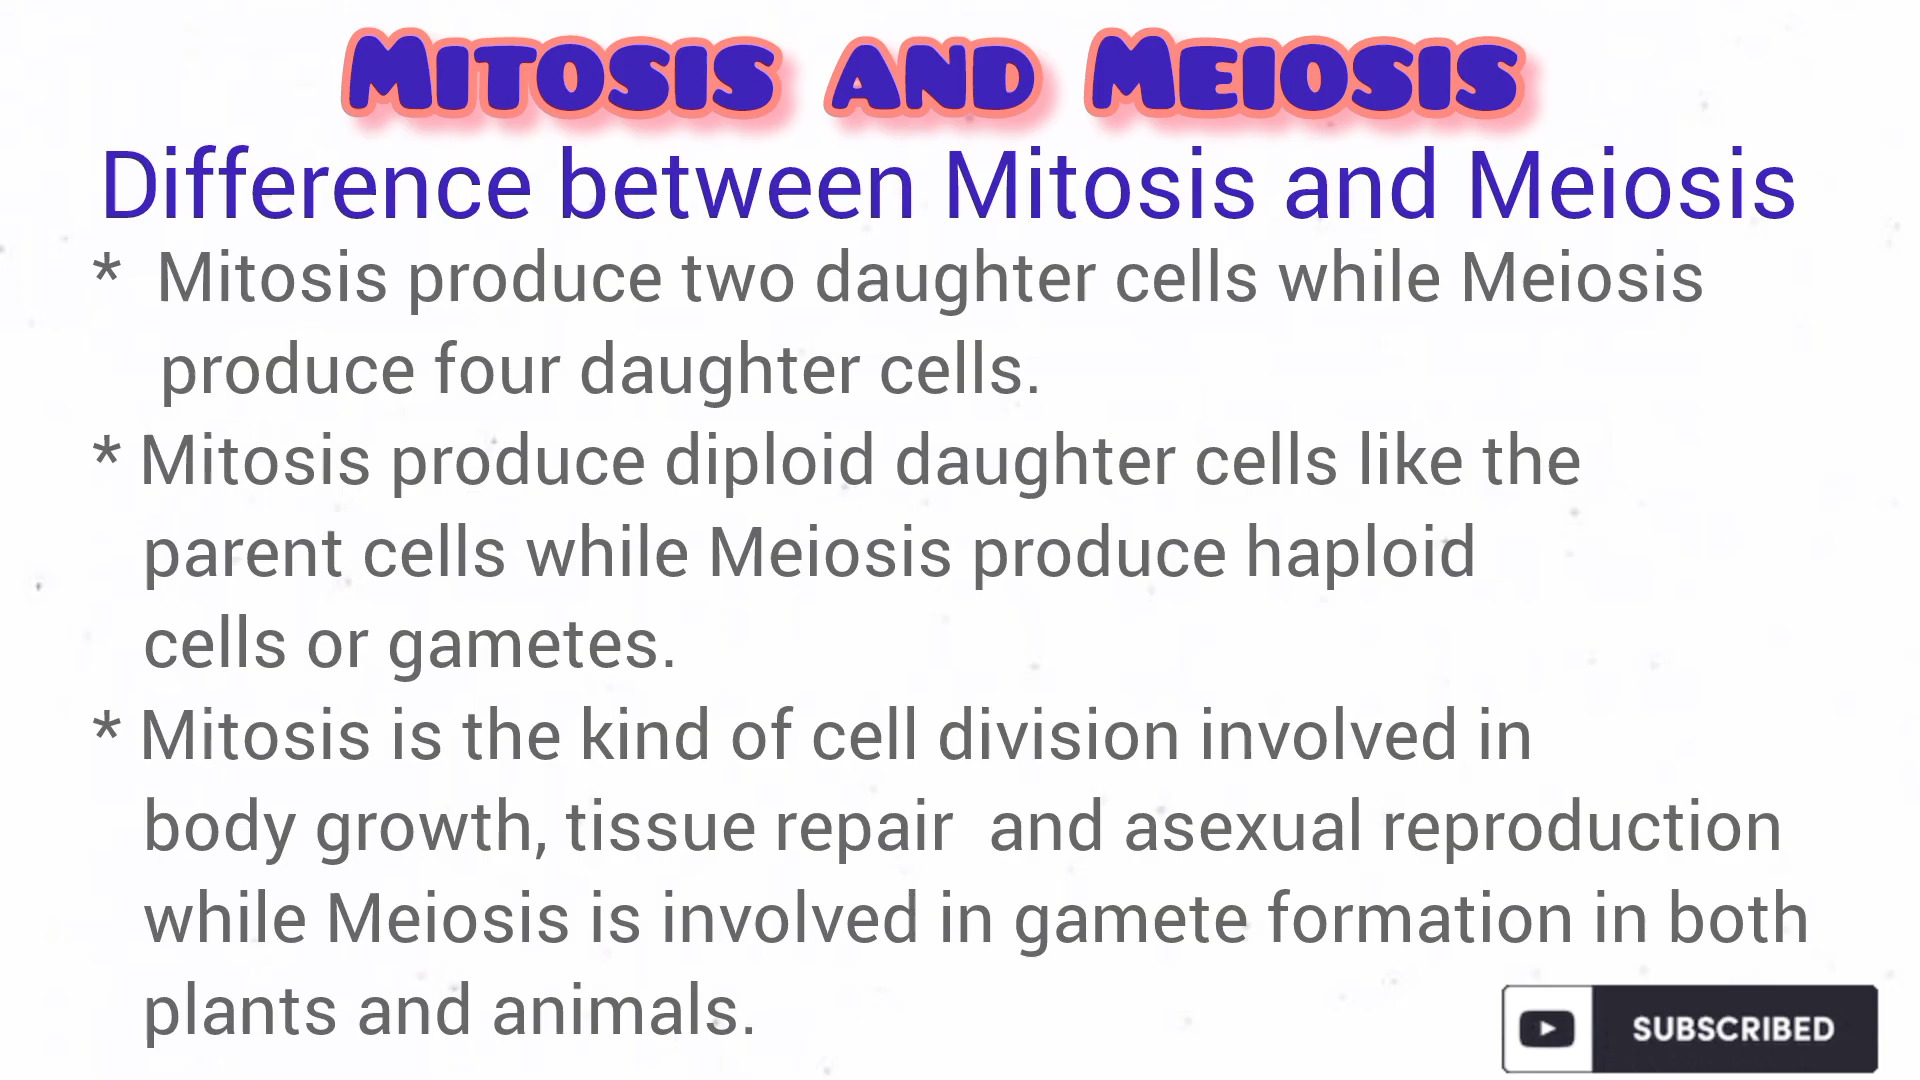 MITOSIS AND MEIOSIS
Difference between Mitosis and Meiosis
* Mitosis produce two daughter cells while Meiosis
produce four daughter cells.
* Mitosis produce diploid daughter cells like the
parent cells while Meiosis produce haploid
cells or gametes.
* Mitosis is the kind of cell division involved in
body growth, tissue repair  and asexual reproduction
while Meiosis is involved in gamete formation in both
plants and animals.
SUBSCRIBED